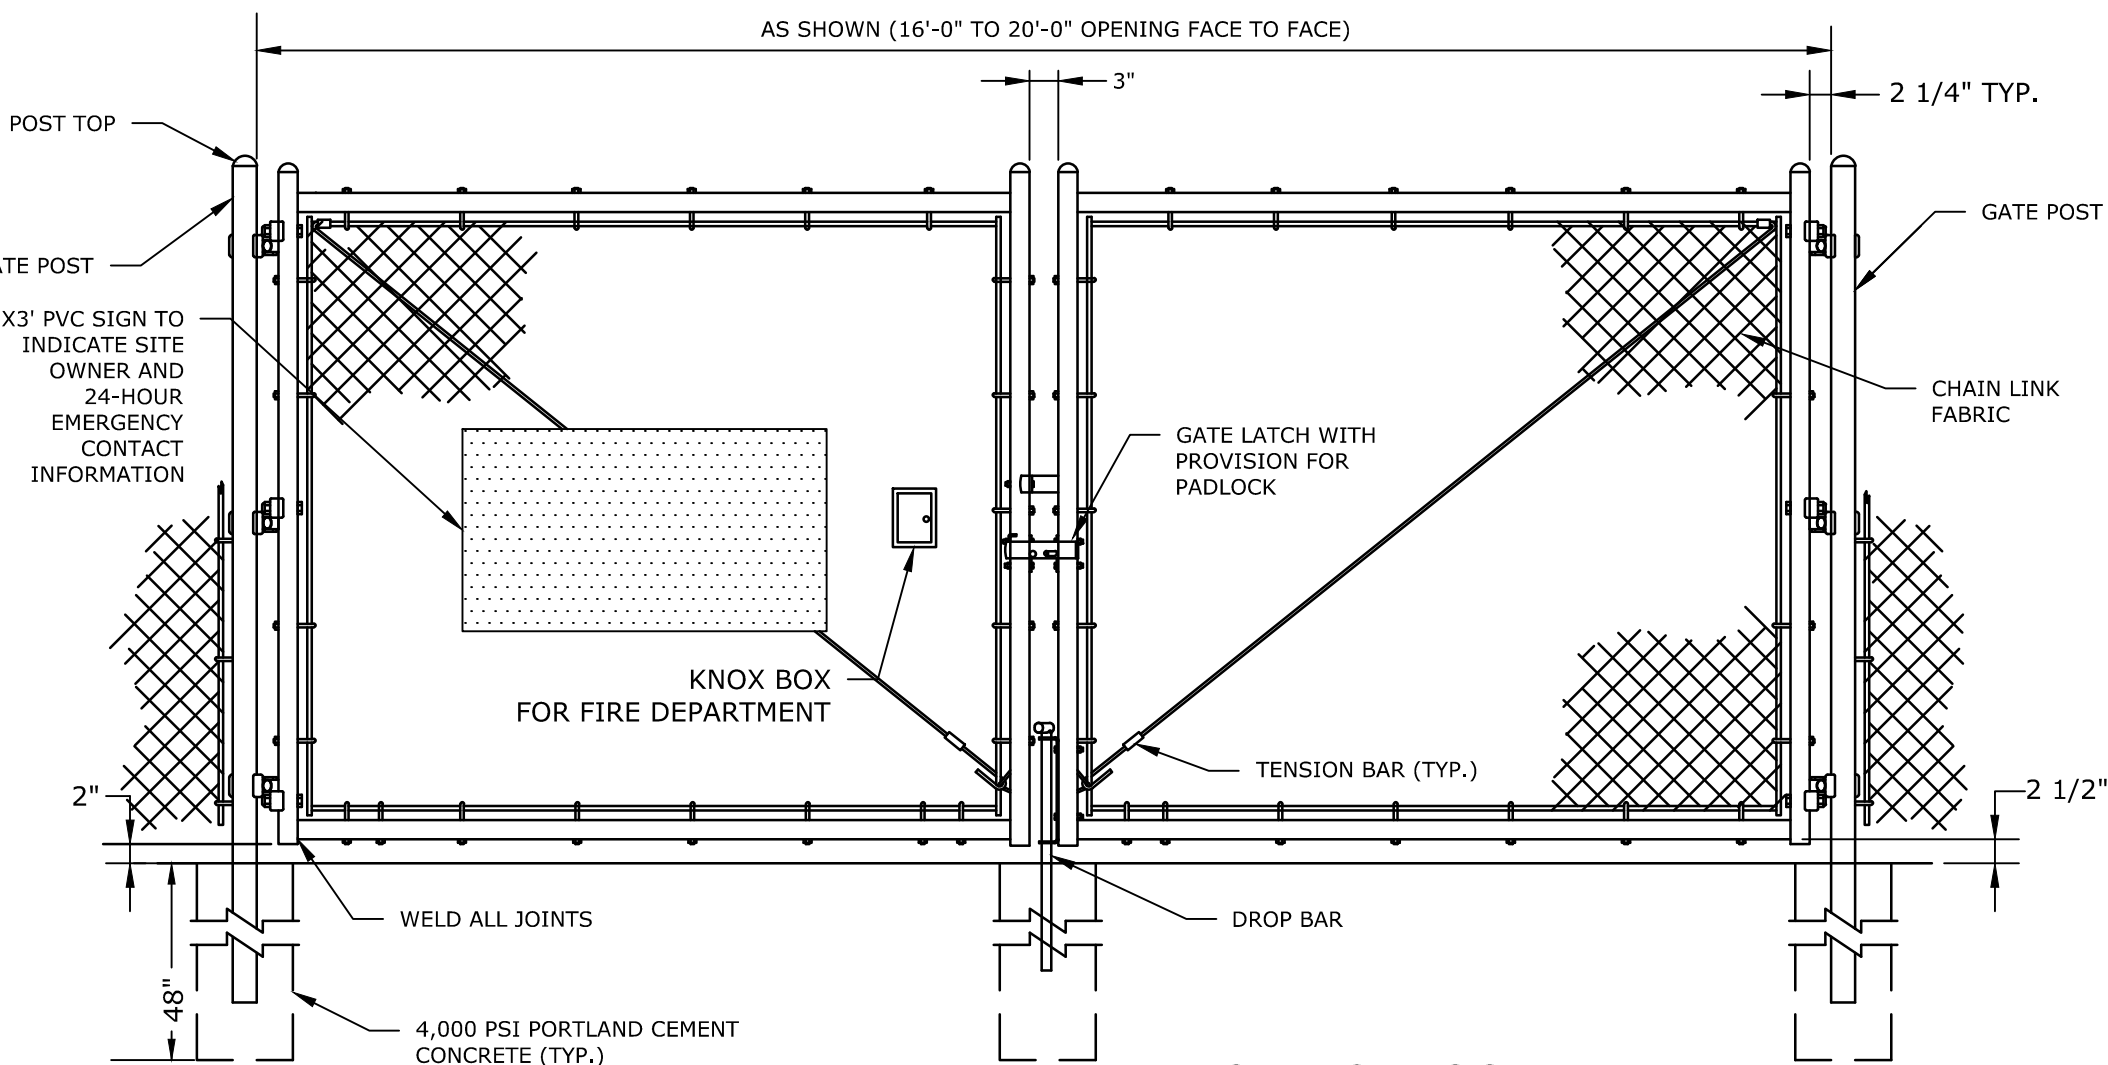 AS SHOWN (16'-0" TO 20'-0" OPENING FACE TO FACE)
3"
2 1/4" TYP.
POST TOP
GATE POST
ATE POST
X3' PVC SIGN TO
INDICATE SITE
OWNER AND
24-HOUR
EMERGENCY
CONTACT
INFORMATION
CHAIN LINK
FABRIC
GATE LATCH WITH
PROVISION FOR
PADLOCK
KNOX BOX
FOR FIRE DEPARTMENT
TENSION BAR (TYP.)
2"
2 1/2"
WELD ALL JOINTS
DROP BAR
48"
4,000 PSI PORTLAND CEMENT
CONCRETE (TYP.)